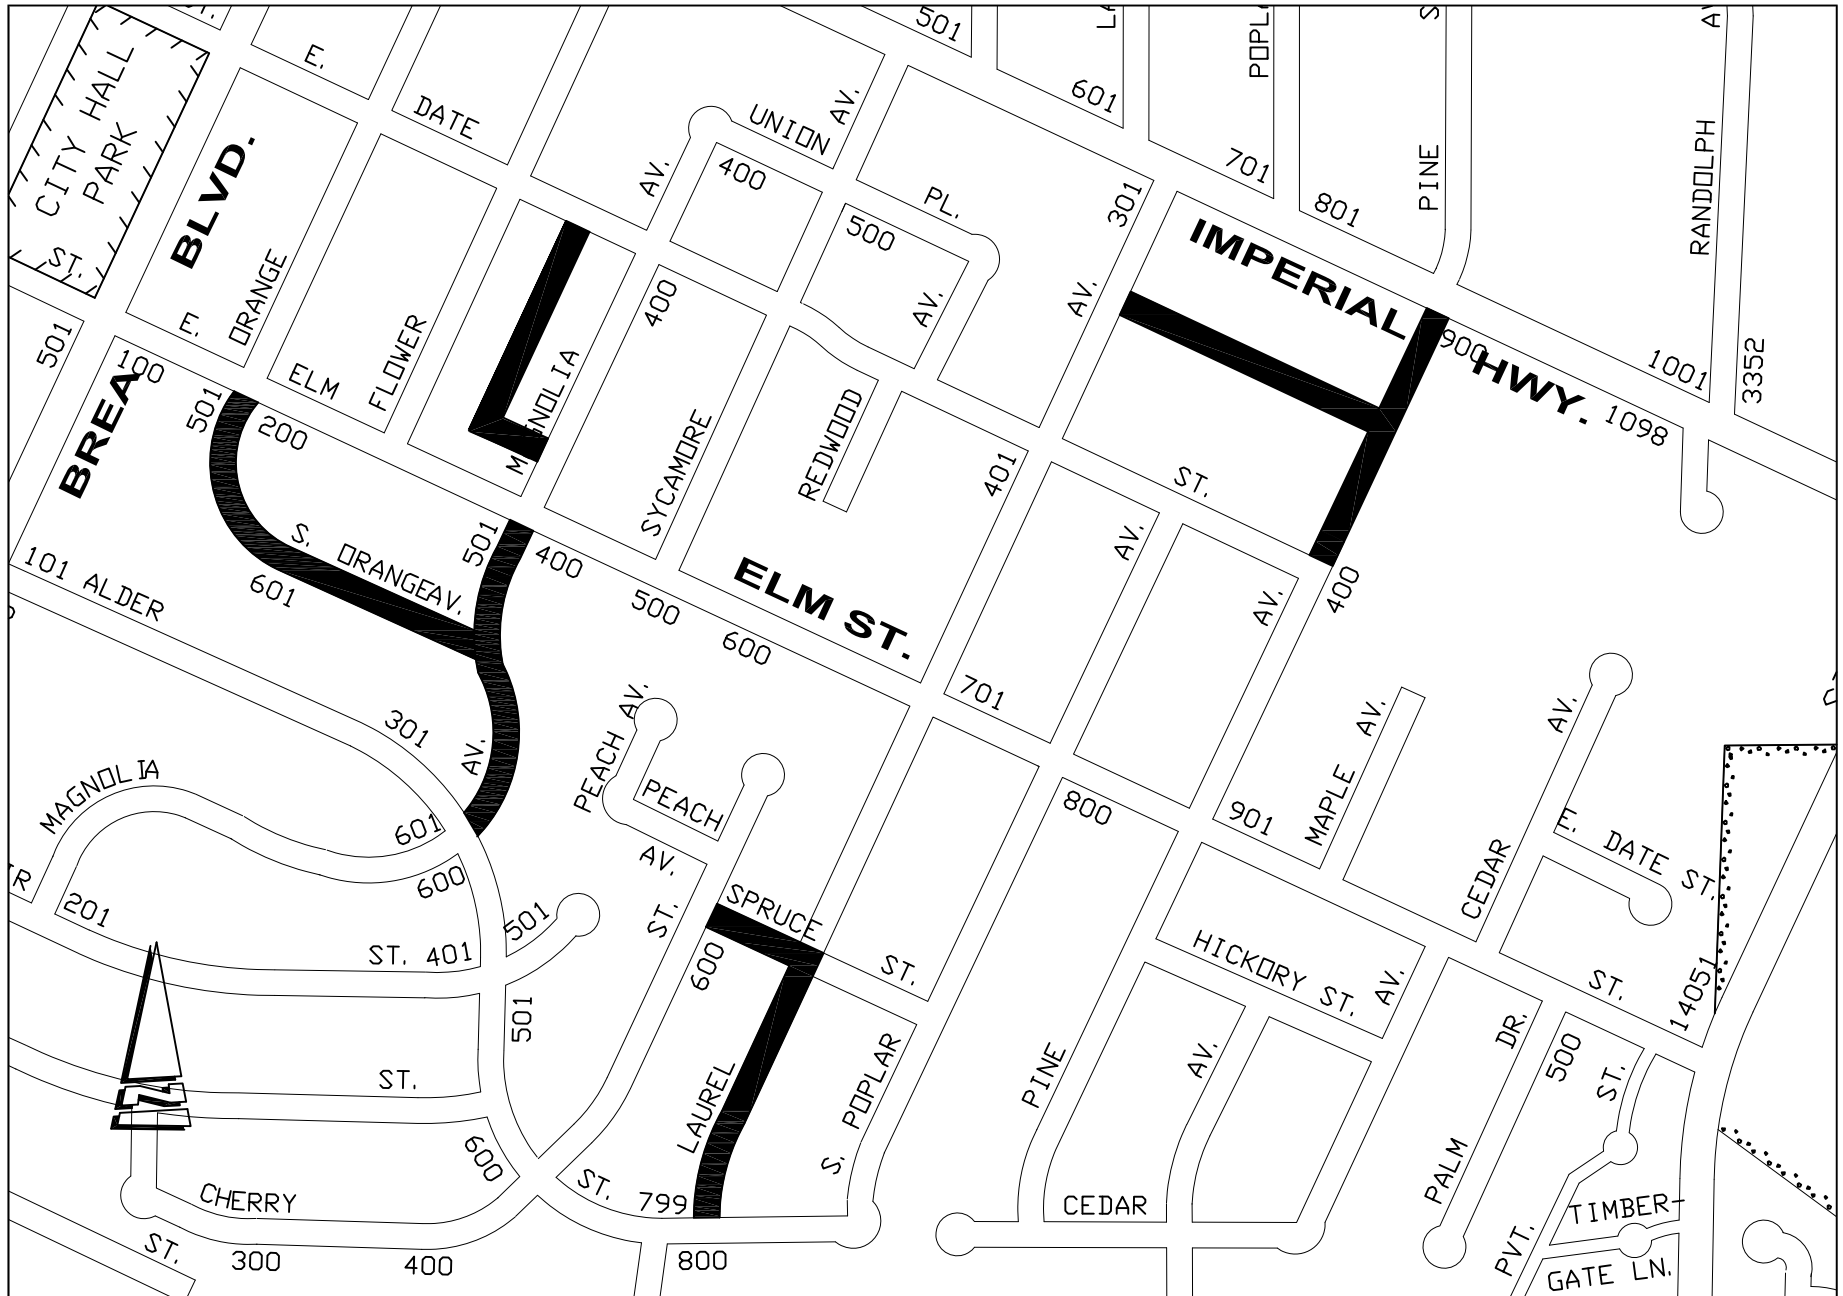 ST.
E.
DATE
CITY HALL
PARK
ST.
BLVD.
E. ORANGE
ELM
FLOWER
501
100
BREA
501
200
UNION
AV.
AV.
400
PL.
500
AV.
501
601
701
801
POPL
PINE
S
RANDOLPH
AV
301
AV.
IMPERIAL
HWY.
900
1001
3352
1098
400
MAGNOLIA
SYCAMORE
REDWOOD
401
ST.
AV.
AV.
400
S. ORANGE AV.
501
400
500
600
ELM ST.
701
101 ALDER
601
301
AV.
MAGNOLIA
601
600
201
ST. 401
501
501
ST.
600
CHERRY
ST.
300
400
PEACH AV.
PEACH
AV.
ST.
SPRUCE
ST.
600
LAUREL
S. POPLAR
ST. 799
800
800
901
MAPLE AV.
CEDAR AV.
E. DATE ST.
HICKORY ST.
AV.
ST.
14051
PINE
AV.
CEDAR
PALM DR.
500
ST.
PVT.
TIMBER-
GATE LN.
N